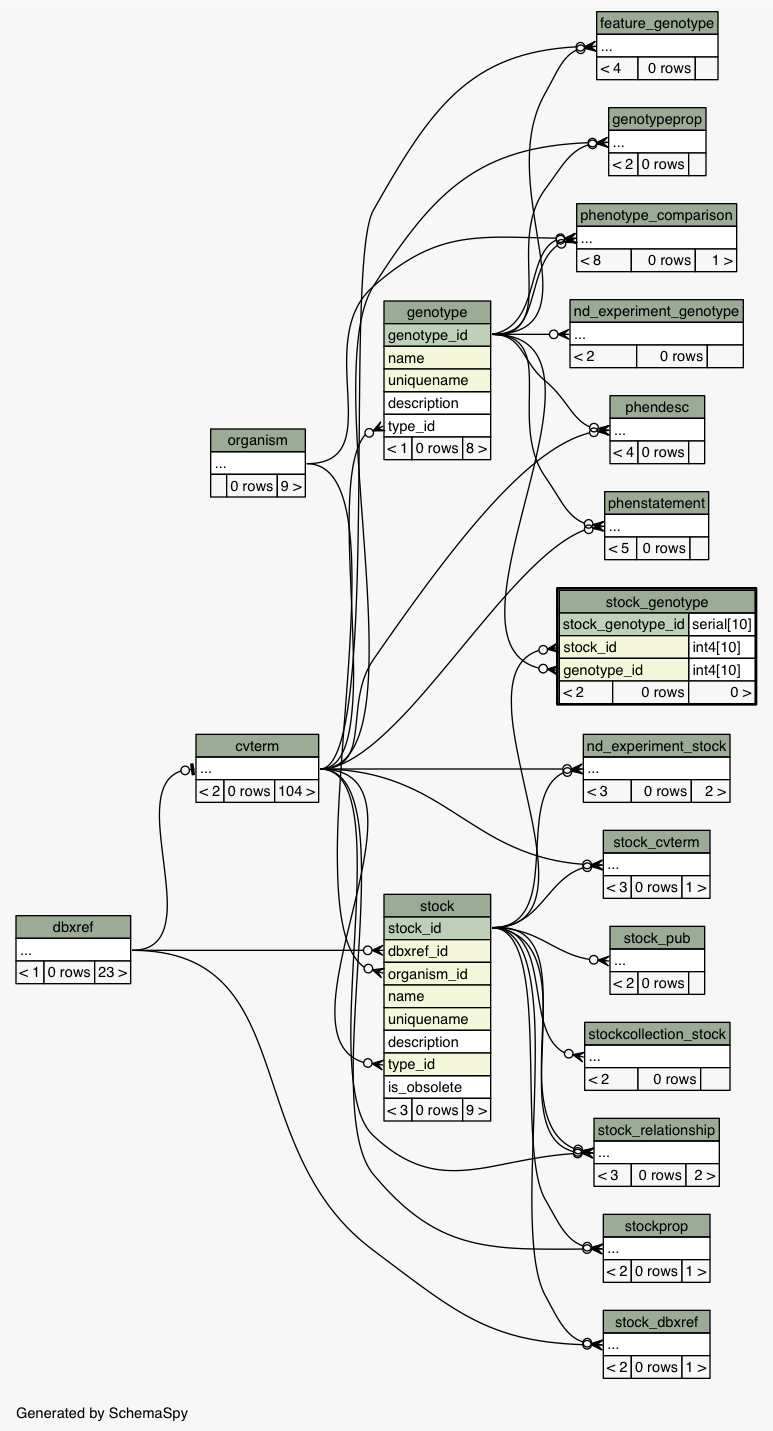 feature_genotype
...
< 4 0 rows
genotypeprop
...
< 2 0 rows
phenotype_comparison
...
< 8 0 rows 1 >
genotype
genotype_id
name
uniquename
description
type_id
< 1 0 rows 8 >
nd_experiment_genotype
...
< 2 0 rows
phendesc
...
< 4 0 rows
organism
...
0 rows 9 >
phenstatement
...
< 5 0 rows
stock_genotype
stock_genotype_id serial[10]
stock_id int4[10]
genotype_id int4[10]
< 2 0 rows 0 >
cvterm
...
< 2 0 rows 104 >
nd_experiment_stock
...
< 3 0 rows 2 >
stock_cvterm
...
< 3 0 rows 1 >
dbxref
...
< 1 0 rows 23 >
stock
stock_id
dbxref_id
organism_id
name
uniquename
description
type_id
is_obsolete
< 3 0 rows 9 >
stock_pub
...
< 2 0 rows
stockcollection_stock
...
< 2 0 rows
stock_relationship
...
< 3 0 rows 2 >
stockprop
...
< 2 0 rows 1 >
stock_dbxref
...
< 2 0 rows 1 >
Generated by SchemaSpy